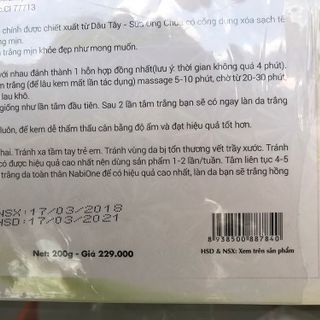 CI 77713
chính được chiết xuất từ Dâu Tây - Sữa Ong Chúa có công dụng xóa sạch tế
ng mịn.
trắng mịn khỏe đẹp như mong muốn.
với nhau đánh thành 1 hỗn hợp đồng nhất(lưu ý: thời gian không quá 4 phút).
trắng (để lâu kem mất lần tác dụng) massage 5-10 phút, chờ từ 20-30 phút.
lau khô.
giống như lần tắm đầu tiên. Sau 2 lần tắm trắng bạn sẽ có ngay làn da trắng
luôn, để kem dễ thẩm thấu cân bằng độ ẩm và đạt hiệu quả tốt hơn.
thai. Tránh xa tầm tay trẻ em. Tránh vùng da bị tổn thương vết trầy xước. Tránh
có được hiệu quả cao nhất nên dùng sản phẩm 1-2 lần/tuần. Tắm liên tục 4-5
trắng da toàn thân NabiOne để có hiệu quả cao nhất, làn da bạn sẽ trắng hồng
NSX:17/03/2018
HSD:17/03/2021
Net: 200g - Giá 229.000
8 938500 887840
HSD & NSX: Xem trên sản phẩm